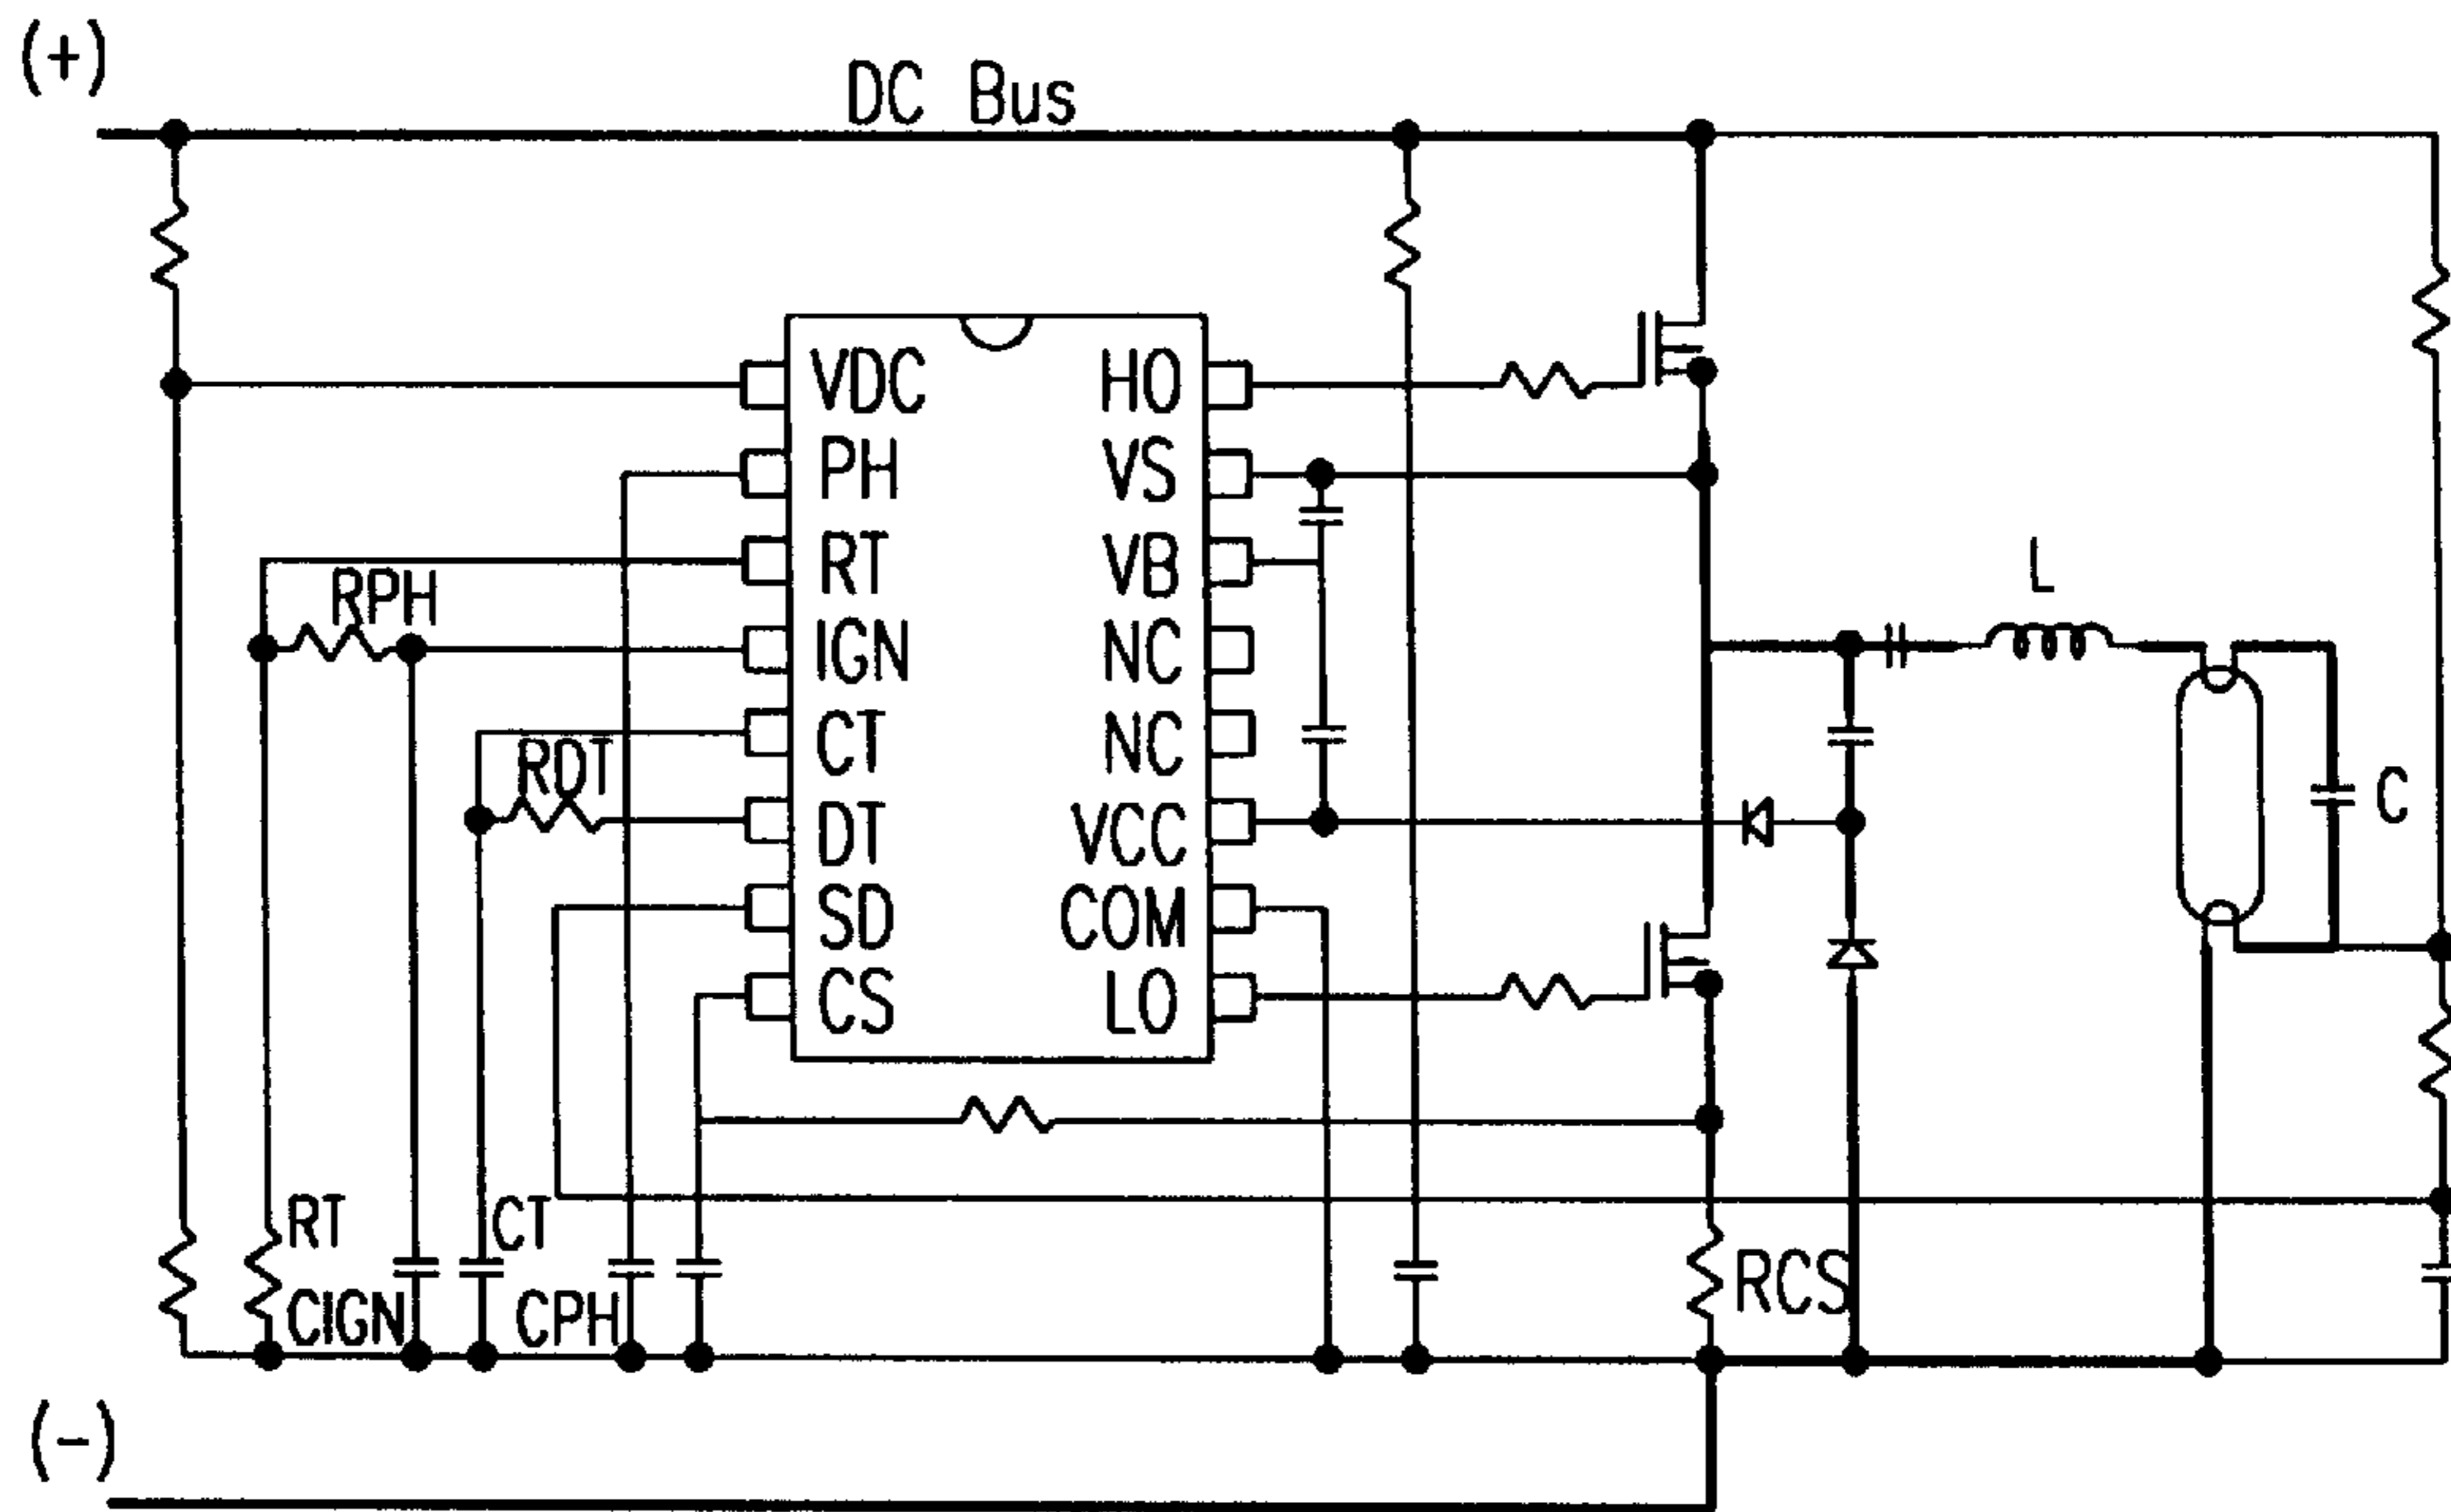 (+)
DC Bus
VDC HO
PH VS
RT VB
RPH
L
IGN NC
CT NC
RDT
C
DT VCC
SD COM
CS LO
RT CT
RCS
CIGN CPH
(-)